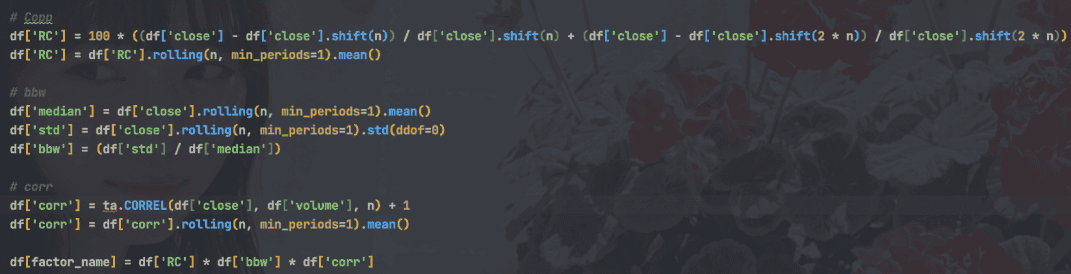 # Copp
df['RC'] = 100 * ((df['close'] - df['close'].shift(n)) / df['close'].shift(n) + (df['close'] - df['close'].shift(2 * n)) / df['close'].shift(2 * n))
df['RC'] = df['RC'].rolling(n, min_periods=1).mean()
# bbw
df['median'] = df['close'].rolling(n, min_periods=1).mean()
df['std'] = df['close'].rolling(n, min_periods=1).std(ddof=0)
df['bbw'] = (df['std'] / df['median'])
# corr
df['corr'] = ta.CORREL(df['close'], df['volume'], n) + 1
df['corr'] = df['corr'].rolling(n, min_periods=1).mean()
df[factor_name] = df['RC'] * df['bbw'] * df['corr']